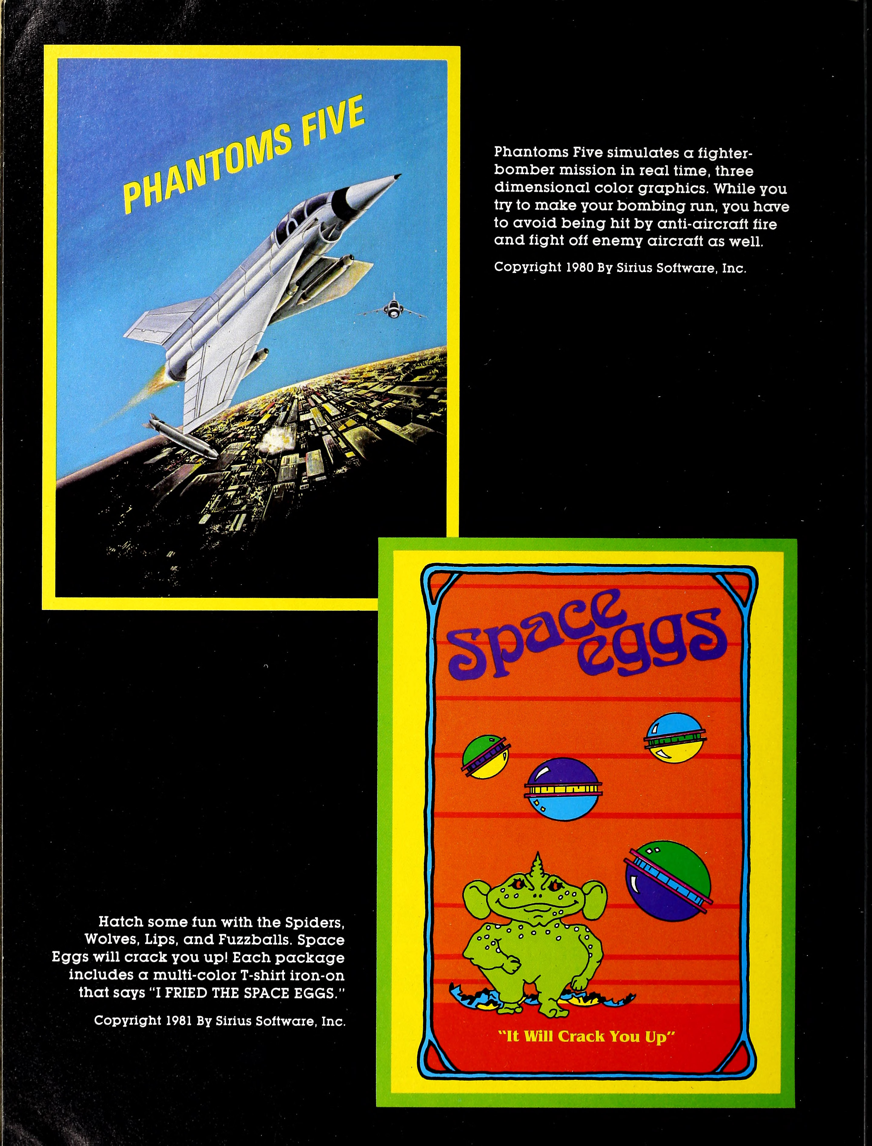 PHANTOMS FIVE
Phantoms Five simulates a fighter-
bomber mission in real time, three
dimensional color graphics. While you
try to make your bombing run, you have
to avoid being hit by anti-aircraft fire
and fight off enemy aircraft as well.
Copyright 1980 By Sirius Software, Inc.
space
eggs
"It Will Crack You Up"
Hatch some fun with the Spiders,
Wolves, Lips, and Fuzzballs. Space
Eggs will crack you up! Each package
includes a multi-color T-shirt iron-on
that says "I FRIED THE SPACE EGGS."
Copyright 1981 By Sirius Software, Inc.